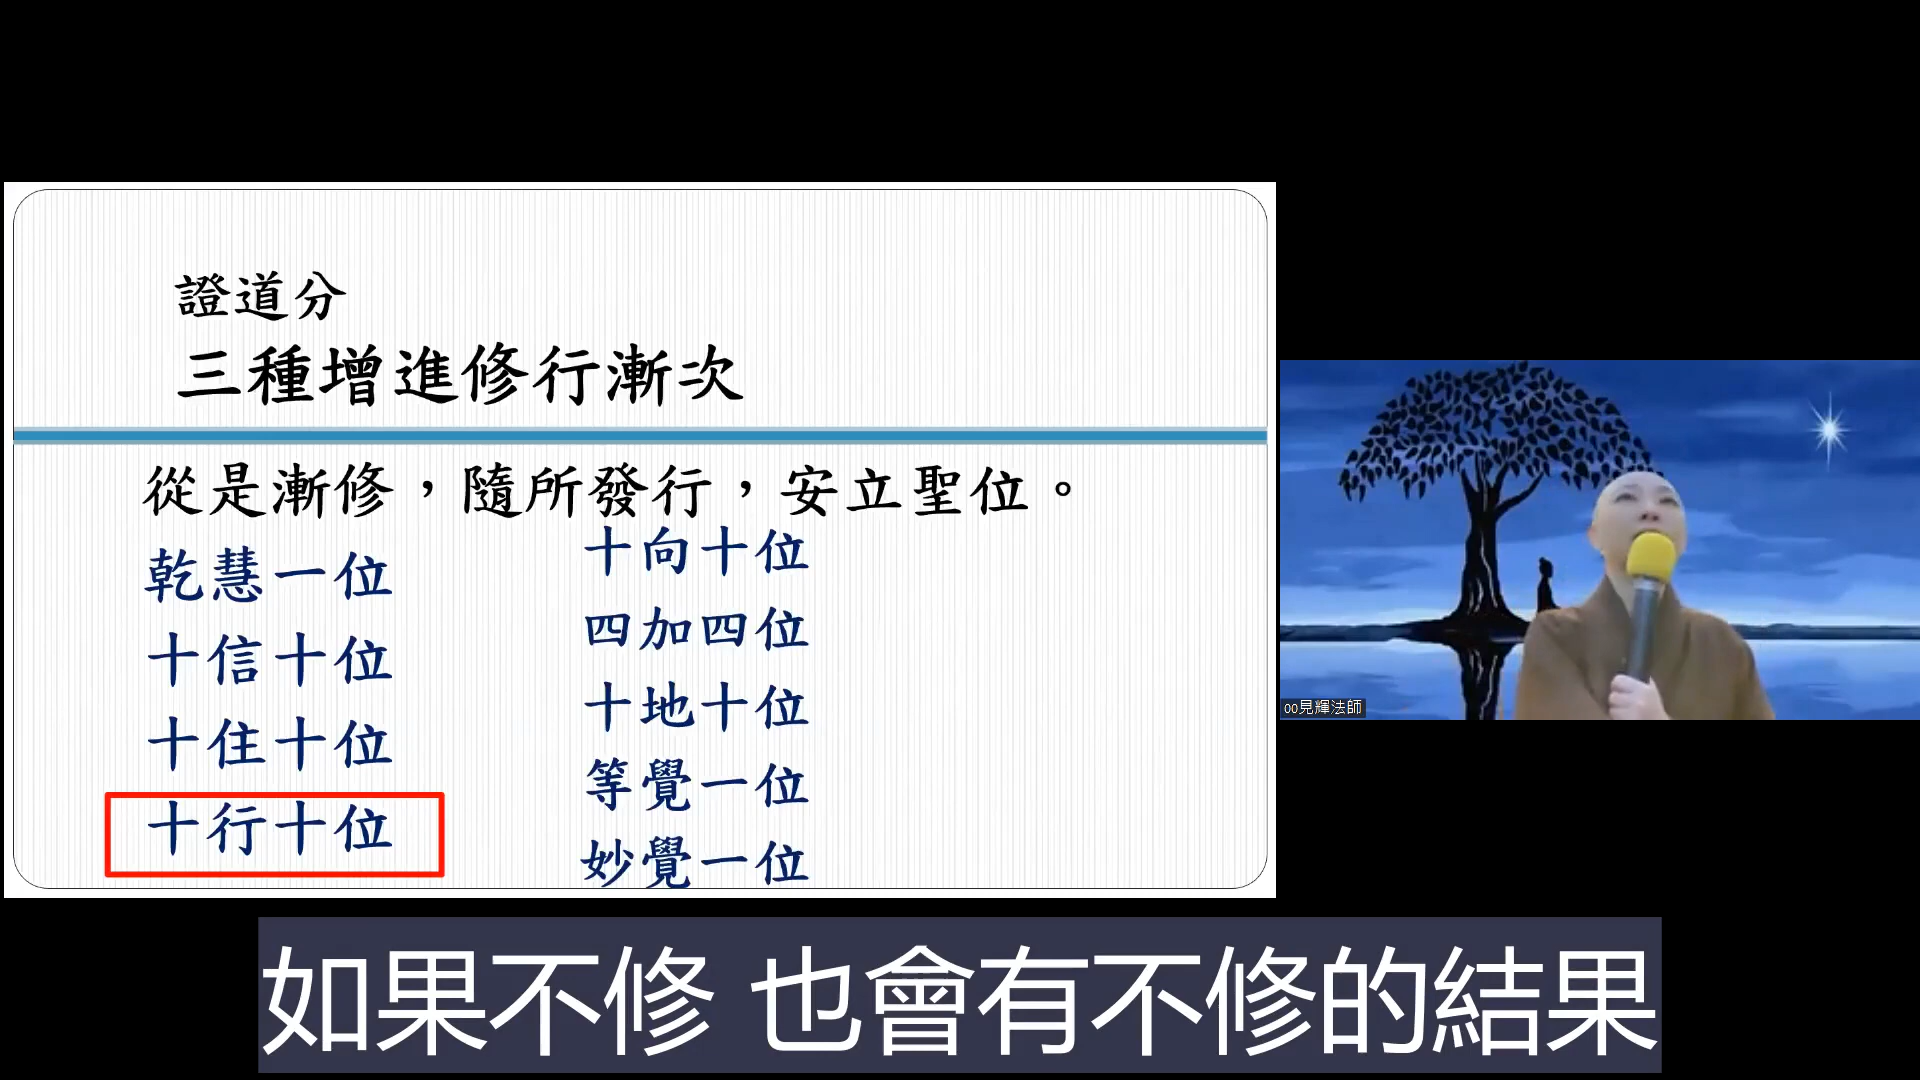 證道分
三種增進修行漸次
從是漸修，隨所發行，安立聖位。
乾慧一位
十信十位
十住十位
十行十位
十向十位
四加四位
十地十位
等覺一位
妙覺一位
00見輝法師
如果不修 也會有不修的結果